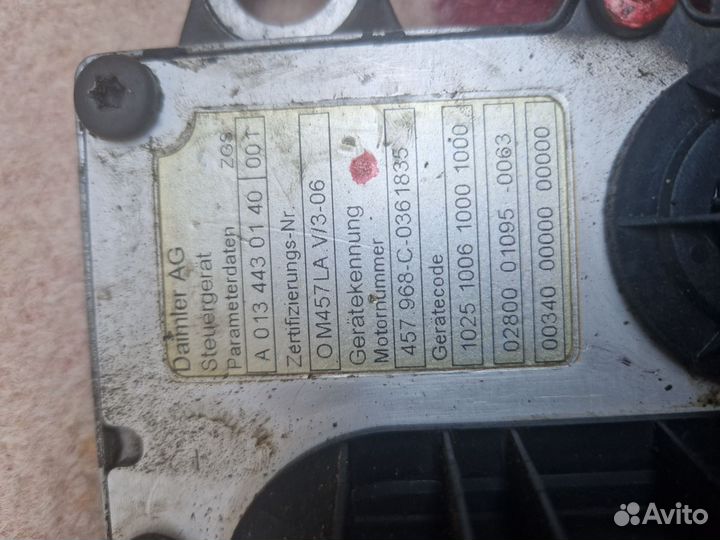 Daimler AG
Steuergerät
Parameterdaten ZGS
A 013 443 01 40 001
Zertifizierungs-Nr.
OM457LA V/3-06
Gerätekennung
Motornummer
457.968-C-0361835
Gerätecode
1025 1006 1000 1000
02800 01095 -0063
00340 00000 00000
Avito